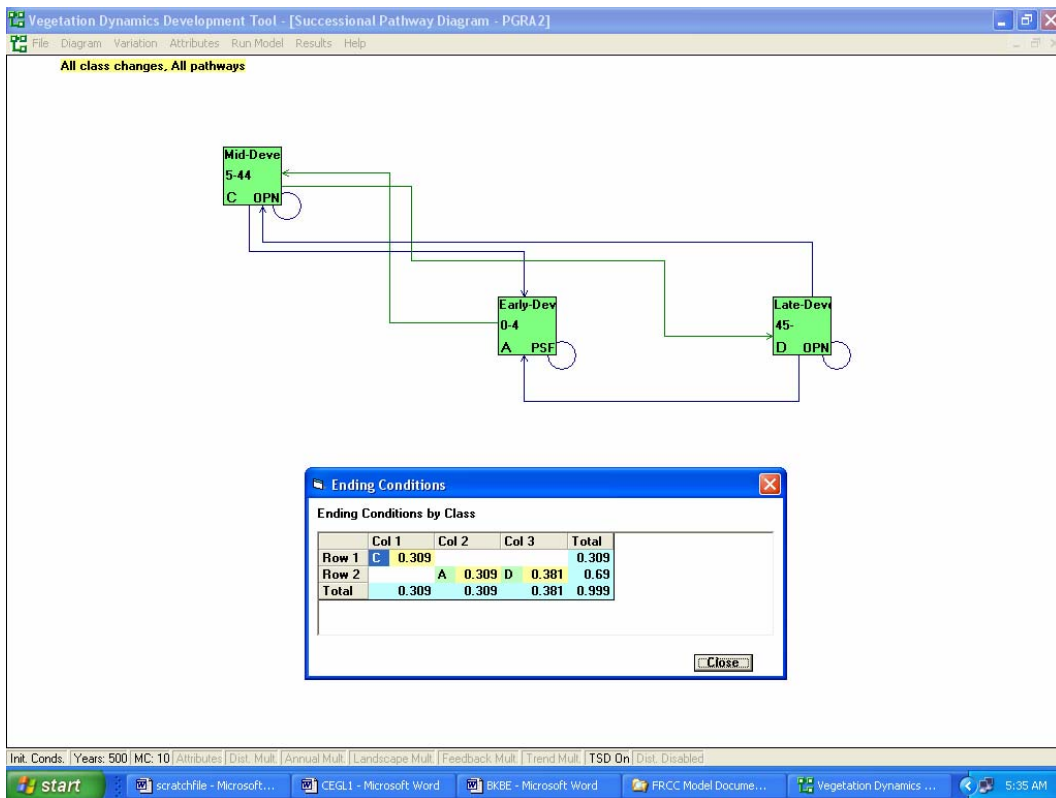 Vegetation Dynamics Development Tool - [Successional Pathway Diagram - PGRA2]
File Diagram Variation Attributes Run Model Results Help
All class changes, All pathways
Mid-Deve
5-44
C OPN
Early-Dev
0-4
A PSF
Late-Deve
45-
D OPN
Ending Conditions
Ending Conditions by Class
Col 1 Col 2 Col 3 Total
Row 1 C 0.309 0.309
Row 2 A 0.309 D 0.381 0.69
Total 0.309 0.309 0.381 0.999
Close
Init. Conds. Years: 500 MC: 10 Attributes Dist. Mult. Annual Mult. Landscape Mult. Feedback Mult. Trend Mult. TSD On Dist. Disabled
start scratchfile - Microsoft... CEGL1 - Microsoft Word BKBE - Microsoft Word FRCC Model Docume... Vegetation Dynamics ... 5:35 AM